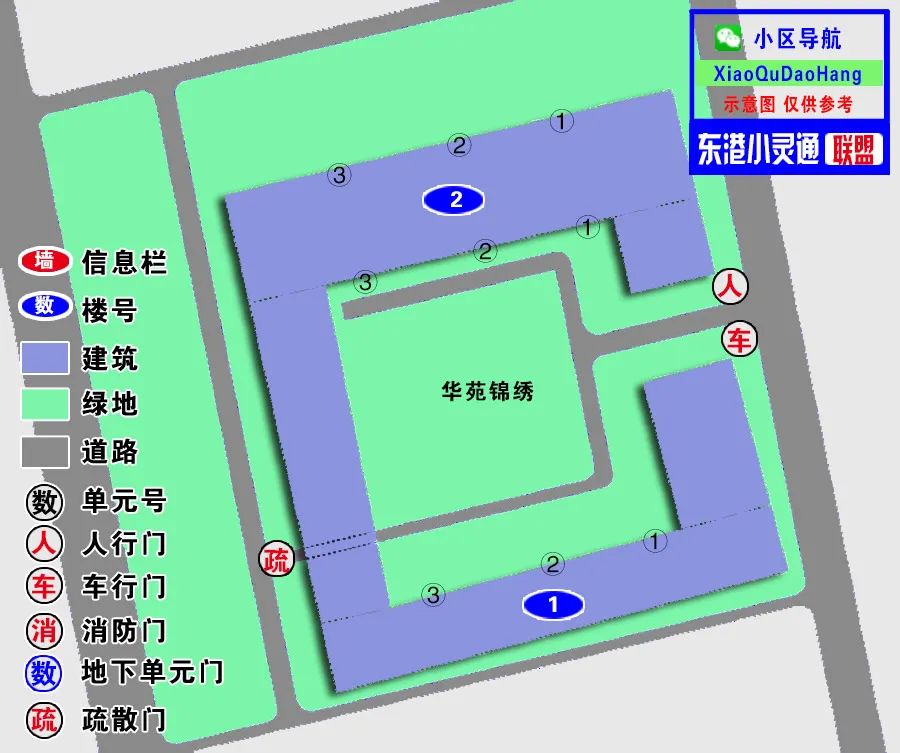 小区导航
XiaoQuDaoHang
示意图 仅供参考
东港小灵通 联盟
①
②
③
2
①
②
③
人
车
华苑锦绣
墙 信息栏
数 楼号
建筑
绿地
道路
数 单元号
人 人行门
车 车行门
消 消防门
数 地下单元门
疏 疏散门
疏
①
②
③
1